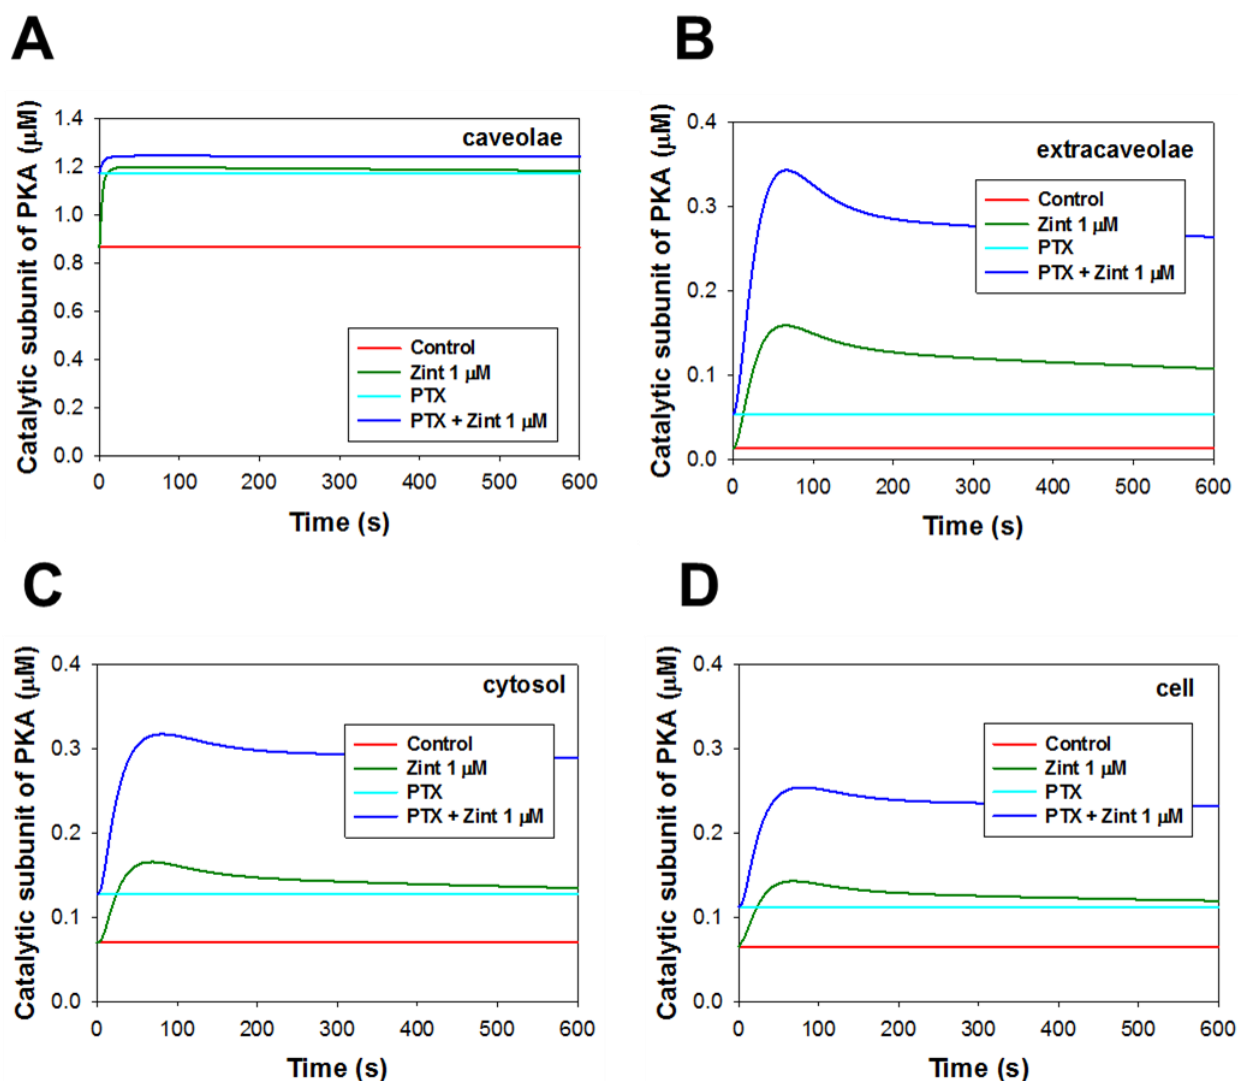 A
Catalytic subunit of PKA (μM)
1.4
1.2
1.0
0.8
0.6
0.4
0.2
0.0
caveolae
Control
Zint 1 μM
PTX
PTX + Zint 1 μM
0 100 200 300 400 500 600
Time (s)
B
Catalytic subunit of PKA (μM)
0.4
0.3
0.2
0.1
0.0
extracaveolae
Control
Zint 1 μM
PTX
PTX + Zint 1 μM
0 100 200 300 400 500 600
Time (s)
C
Catalytic subunit of PKA (μM)
0.4
0.3
0.2
0.1
0.0
cytosol
Control
Zint 1 μM
PTX
PTX + Zint 1 μM
0 100 200 300 400 500 600
Time (s)
D
Catalytic subunit of PKA (μM)
0.4
0.3
0.2
0.1
0.0
cell
Control
Zint 1 μM
PTX
PTX + Zint 1 μM
0 100 200 300 400 500 600
Time (s)